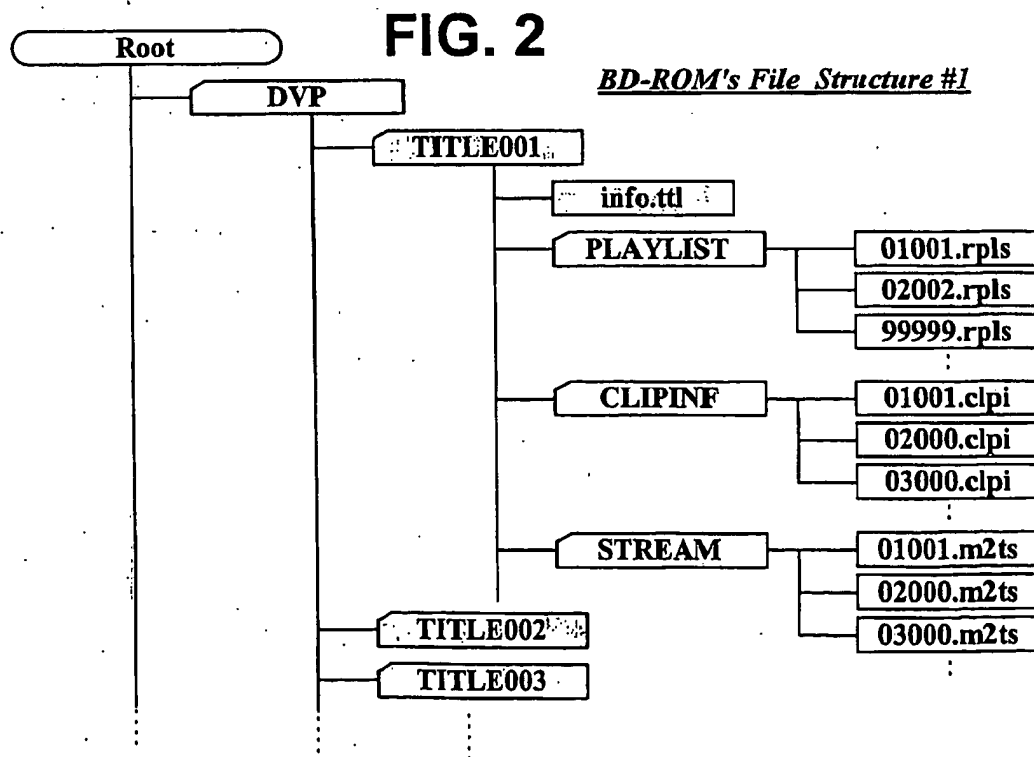 FIG. 2
Root
BD-ROM's File Structure #1
DVP
TITLE001
info.ttl
PLAYLIST
01001.rpls
02002.rpls
99999.rpls
CLIPINF
01001.clpi
02000.clpi
03000.clpi
STREAM
01001.m2ts
02000.m2ts
03000.m2ts
TITLE002
TITLE003